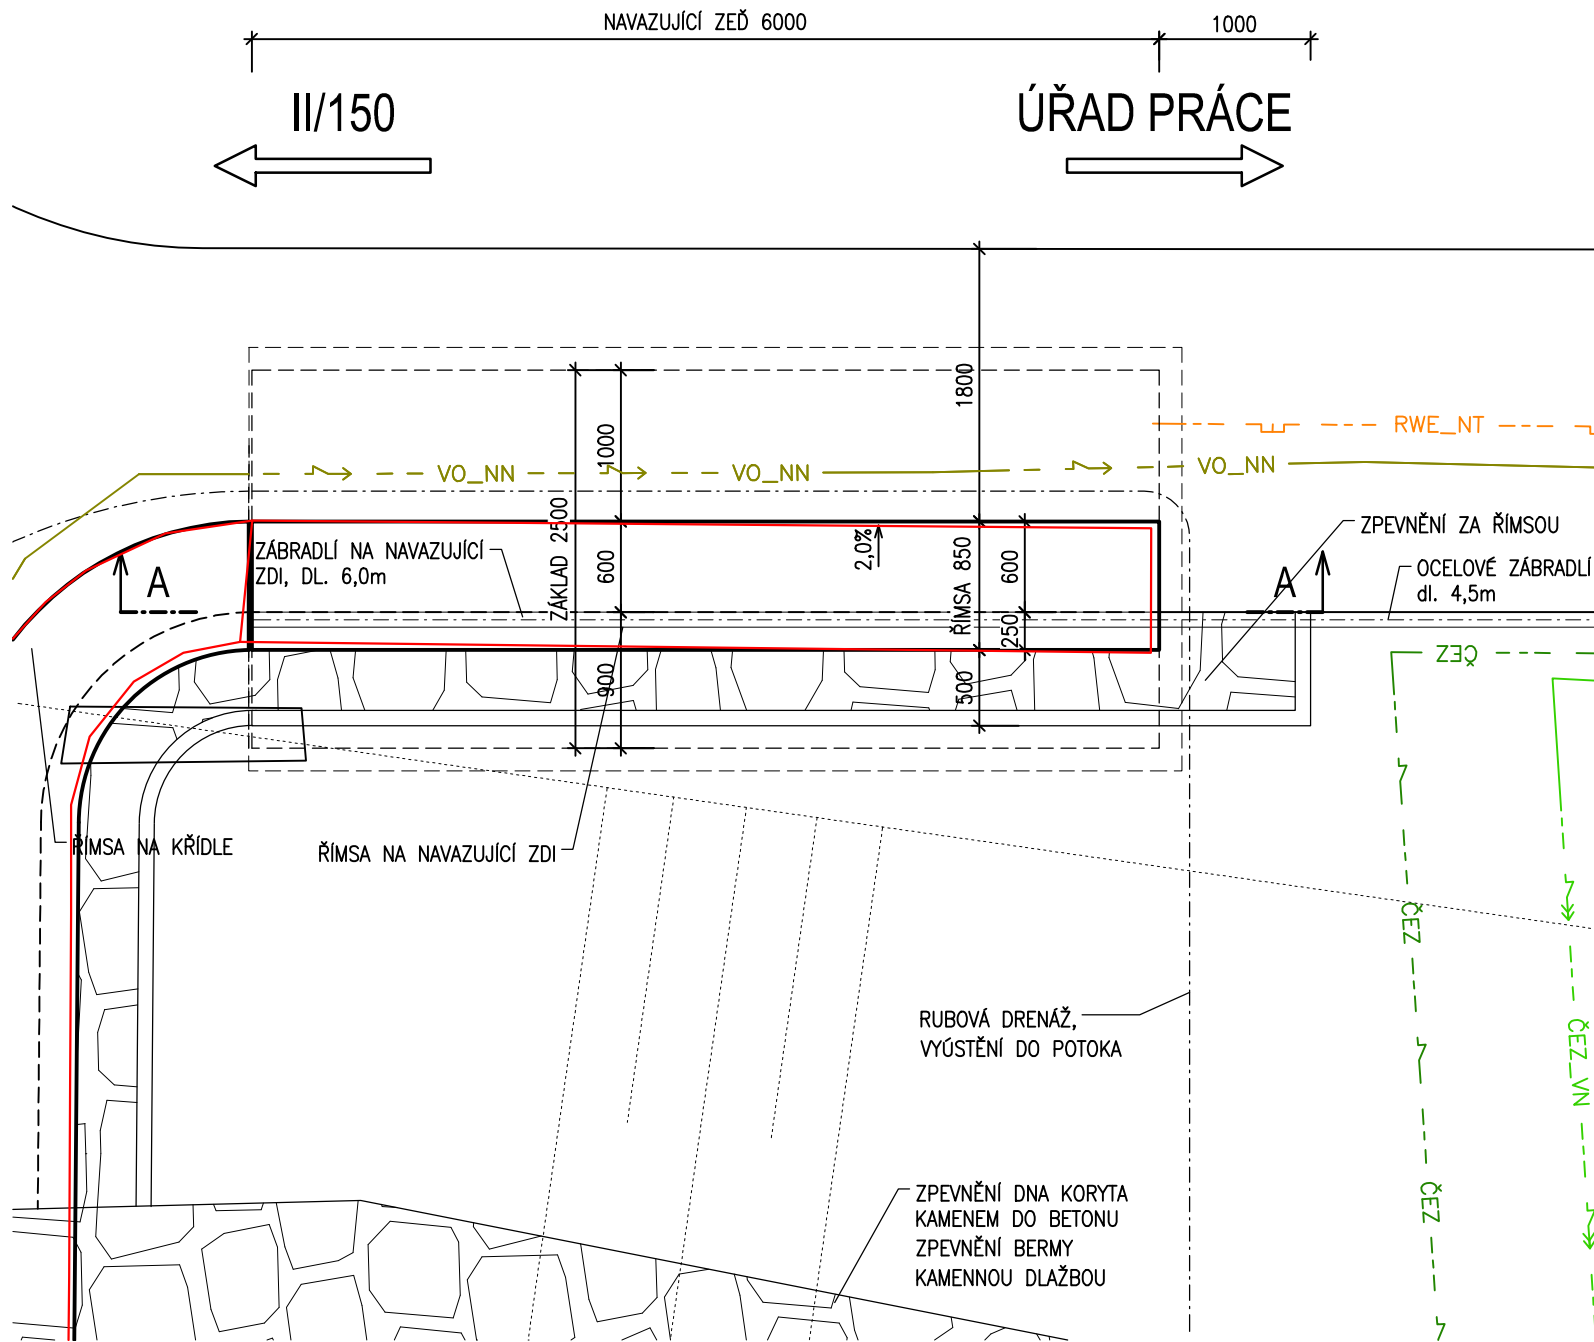 NAVAZUJÍCÍ ZEĎ 6000
1000
II/150
ÚŘAD PRÁCE
1800
RWE_NT
1000
VO_NN
VO_NN
VO_NN
ZÁKLAD 2500
600
900
2,0%
ŘÍMSA 850
600
250
500
ZPEVNĚNÍ ZA ŘÍMSOU
ZÁBRADLÍ NA NAVAZUJÍCÍ
ZDI, DL. 6,0m
A
A
OCELOVÉ ZÁBRADLÍ
dl. 4,5m
ČEZ
ŘÍMSA NA KŘÍDLE
ŘÍMSA NA NAVAZUJÍCÍ ZDI
ČEZ
RUBOVÁ DRENÁŽ,
VYÚSTĚNÍ DO POTOKA
ČEZ_VN
ČEZ
ZPEVNĚNÍ DNA KORYTA
KAMENEM DO BETONU
ZPEVNĚNÍ BERMY
KAMENNOU DLAŽBOU